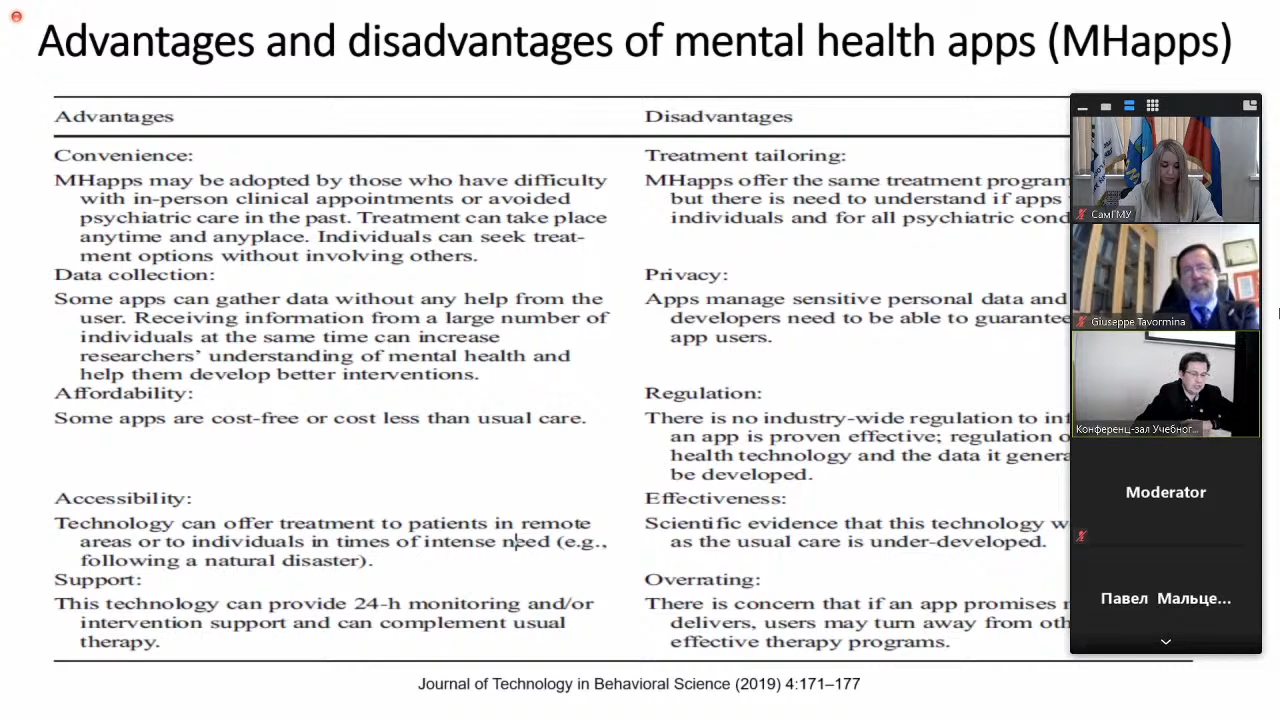 Advantages and disadvantages of mental health apps (MHapps)
Advantages
Convenience:
MHapps may be adopted by those who have difficulty
with in-person clinical appointments or avoided
psychiatric care in the past. Treatment can take place
anytime and anyplace. Individuals can seek treat-
ment options without involving others.
Data collection:
Some apps can gather data without any help from the
user. Receiving information from a large number of
individuals at the same time can increase
researchers' understanding of mental health and
help them develop better interventions.
Affordability:
Some apps are cost-free or cost less than usual care.
Accessibility:
Technology can offer treatment to patients in remote
areas or to individuals in times of intense need (e.g.,
following a natural disaster).
Support:
This technology can provide 24-h monitoring and/or
intervention support and can complement usual
therapy.
Disadvantages
Treatment tailoring:
MHapps offer the same treatment program
but there is need to understand if apps
individuals and for all psychiatric cond
Privacy:
Apps manage sensitive personal data and
developers need to be able to guarantee
app users.
Regulation:
There is no industry-wide regulation to inf
an app is proven effective; regulation o
health technology and the data it genera
be developed.
Effectiveness:
Scientific evidence that this technology w
as the usual care is under-developed.
Overrating:
There is concern that if an app promises
delivers, users may turn away from oth
effective therapy programs.
Journal of Technology in Behavioral Science (2019) 4:171–177
СамГМУ
Giuseppe Tavormina
Конференц-зал Учебног...
Moderator
Павел Мальце...